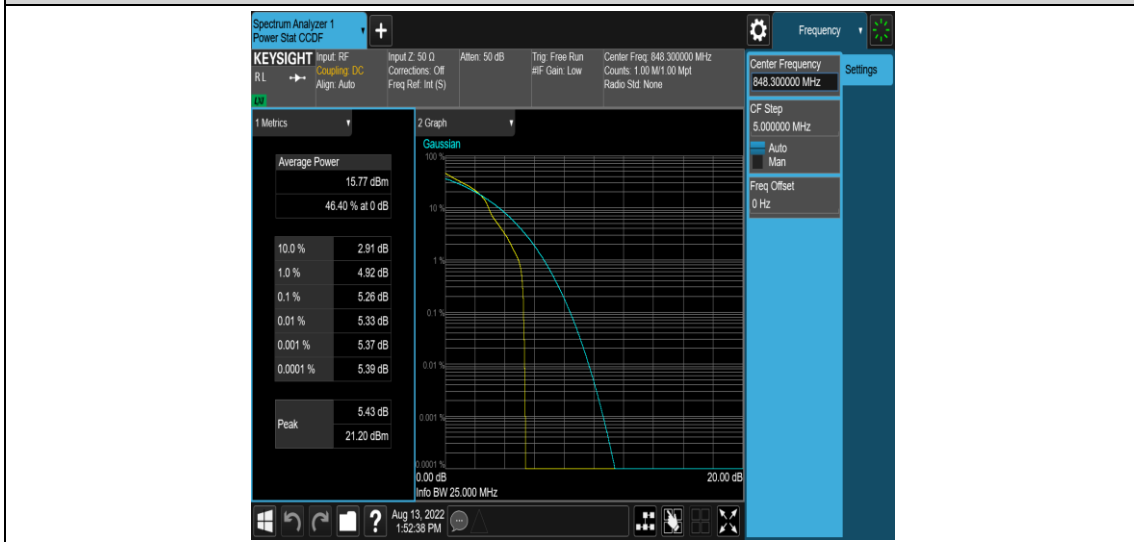 Spectrum Analyzer 1
Power Stat CCDF
+
Frequency
KEYSIGHT
RL
Input: RF
Coupling: DC
Align: Auto
Input Z: 50 Ω
Corrections: Off
Freq Ref: Int (S)
Atten: 50 dB
Trig: Free Run
#IF Gain: Low
Center Freq: 848.300000 MHz
Counts: 1.00 M/1.00 Mpt
Radio Std: None
Center Frequency
848.300000 MHz
Settings
CF Step
5.000000 MHz
Auto
Man
Freq Offset
0 Hz
1 Metrics
Average Power
15.77 dBm
46.40 % at 0 dB
10.0 % 2.91 dB
1.0 % 4.92 dB
0.1 % 5.26 dB
0.01 % 5.33 dB
0.001 % 5.37 dB
0.0001 % 5.39 dB
Peak
5.43 dB
21.20 dBm
2 Graph
Gaussian
100 %
10 %
1 %
0.1 %
0.01 %
0.001 %
0.0001 %
0.00 dB 20.00 dB
Info BW 25.000 MHz
?
Aug 13, 2022
1:52:38 PM